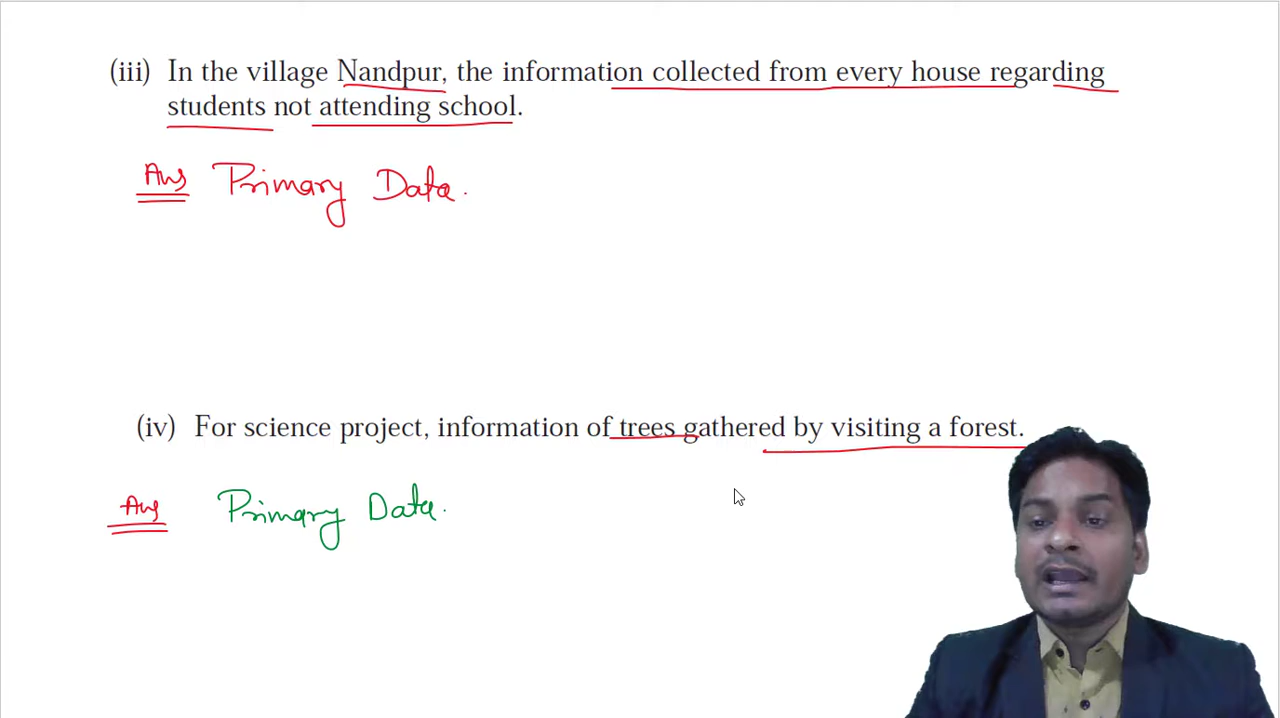 (iii) In the village Nandpur, the information collected from every house regarding
students not attending school.
Ans Primary Data.
(iv) For science project, information of trees gathered by visiting a forest.
Ans Primary Data.